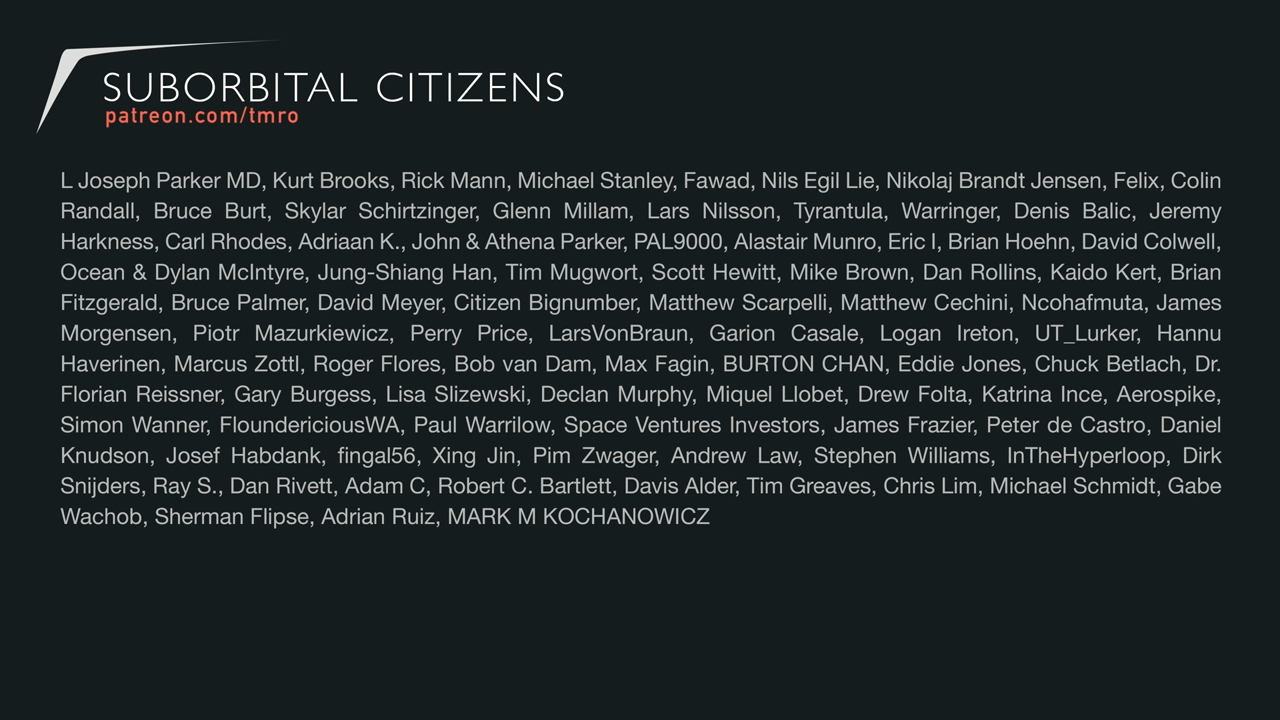 SUBORBITAL CITIZENS
patreon.com/tmro
L Joseph Parker MD, Kurt Brooks, Rick Mann, Michael Stanley, Fawad, Nils Egil Lie, Nikolaj Brandt Jensen, Felix, Colin
Randall, Bruce Burt, Skylar Schirtzinger, Glenn Millam, Lars Nilsson, Tyrantula, Warringer, Denis Balic, Jeremy
Harkness, Carl Rhodes, Adriaan K., John & Athena Parker, PAL9000, Alastair Munro, Eric I, Brian Hoehn, David Colwell,
Ocean & Dylan McIntyre, Jung-Shiang Han, Tim Mugwort, Scott Hewitt, Mike Brown, Dan Rollins, Kaido Kert, Brian
Fitzgerald, Bruce Palmer, David Meyer, Citizen Bignumber, Matthew Scarpelli, Matthew Cechini, Ncohafmuta, James
Morgensen, Piotr Mazurkiewicz, Perry Price, LarsVonBraun, Garion Casale, Logan Ireton, UT_Lurker, Hannu
Haverinen, Marcus Zottl, Roger Flores, Bob van Dam, Max Fagin, BURTON CHAN, Eddie Jones, Chuck Betlach, Dr.
Florian Reissner, Gary Burgess, Lisa Slizewski, Declan Murphy, Miquel Llobet, Drew Folta, Katrina Ince, Aerospike,
Simon Wanner, FloundericiousWA, Paul Warrilow, Space Ventures Investors, James Frazier, Peter de Castro, Daniel
Knudson, Josef Habdank, fingal56, Xing Jin, Pim Zwager, Andrew Law, Stephen Williams, InTheHyperloop, Dirk
Snijders, Ray S., Dan Rivett, Adam C, Robert C. Bartlett, Davis Alder, Tim Greaves, Chris Lim, Michael Schmidt, Gabe
Wachob, Sherman Flipse, Adrian Ruiz, MARK M KOCHANOWICZ